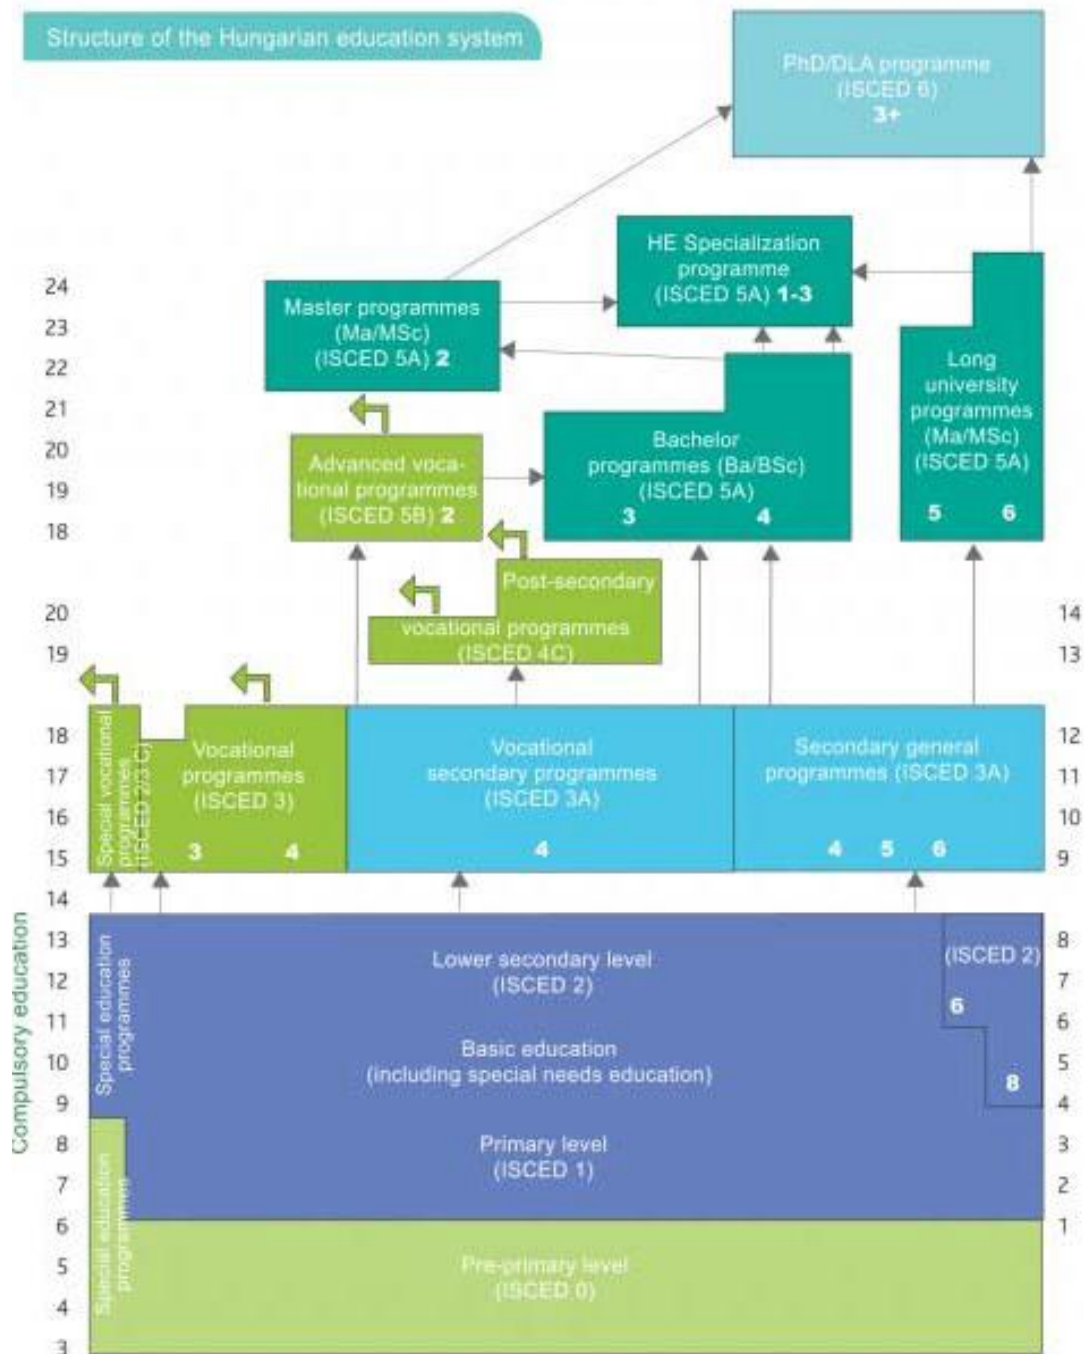 Structure of the Hungarian education system
PhD/DLA programme
(ISCED 6)
3+
HE Specialization
programme
(ISCED 5A) 1-3
24
23
22
21
20
19
18
Master programmes
(Ma/MSc)
(ISCED 5A) 2
Long
university
programmes
(Ma/MSc)
(ISCED 5A)
5 6
Bachelor
programmes (Ba/BSc)
(ISCED 5A)
3 4
Advanced voca-
tional programmes
(ISCED 5B) 2
Post-secondary
vocational programmes
(ISCED 4C)
20
19
14
13
18
17
16
15
14
Special vocational
programmes
(ISCED 2/3 C)
Vocational
programmes
(ISCED 3)
3 4
Vocational
secondary programmes
(ISCED 3A)
4
Secondary general
programmes (ISCED 3A)
4 5 6
12
11
10
9
Compulsory education
13
12
11
10
9
8
7
6
5
4
3
Special education
programmes
Lower secondary level
(ISCED 2)
Basic education
(including special needs education)
Primary level
(ISCED 1)
(ISCED 2)
6
8
8
7
6
5
4
3
2
1
Special education
programmes
Pre-primary level
(ISCED 0)